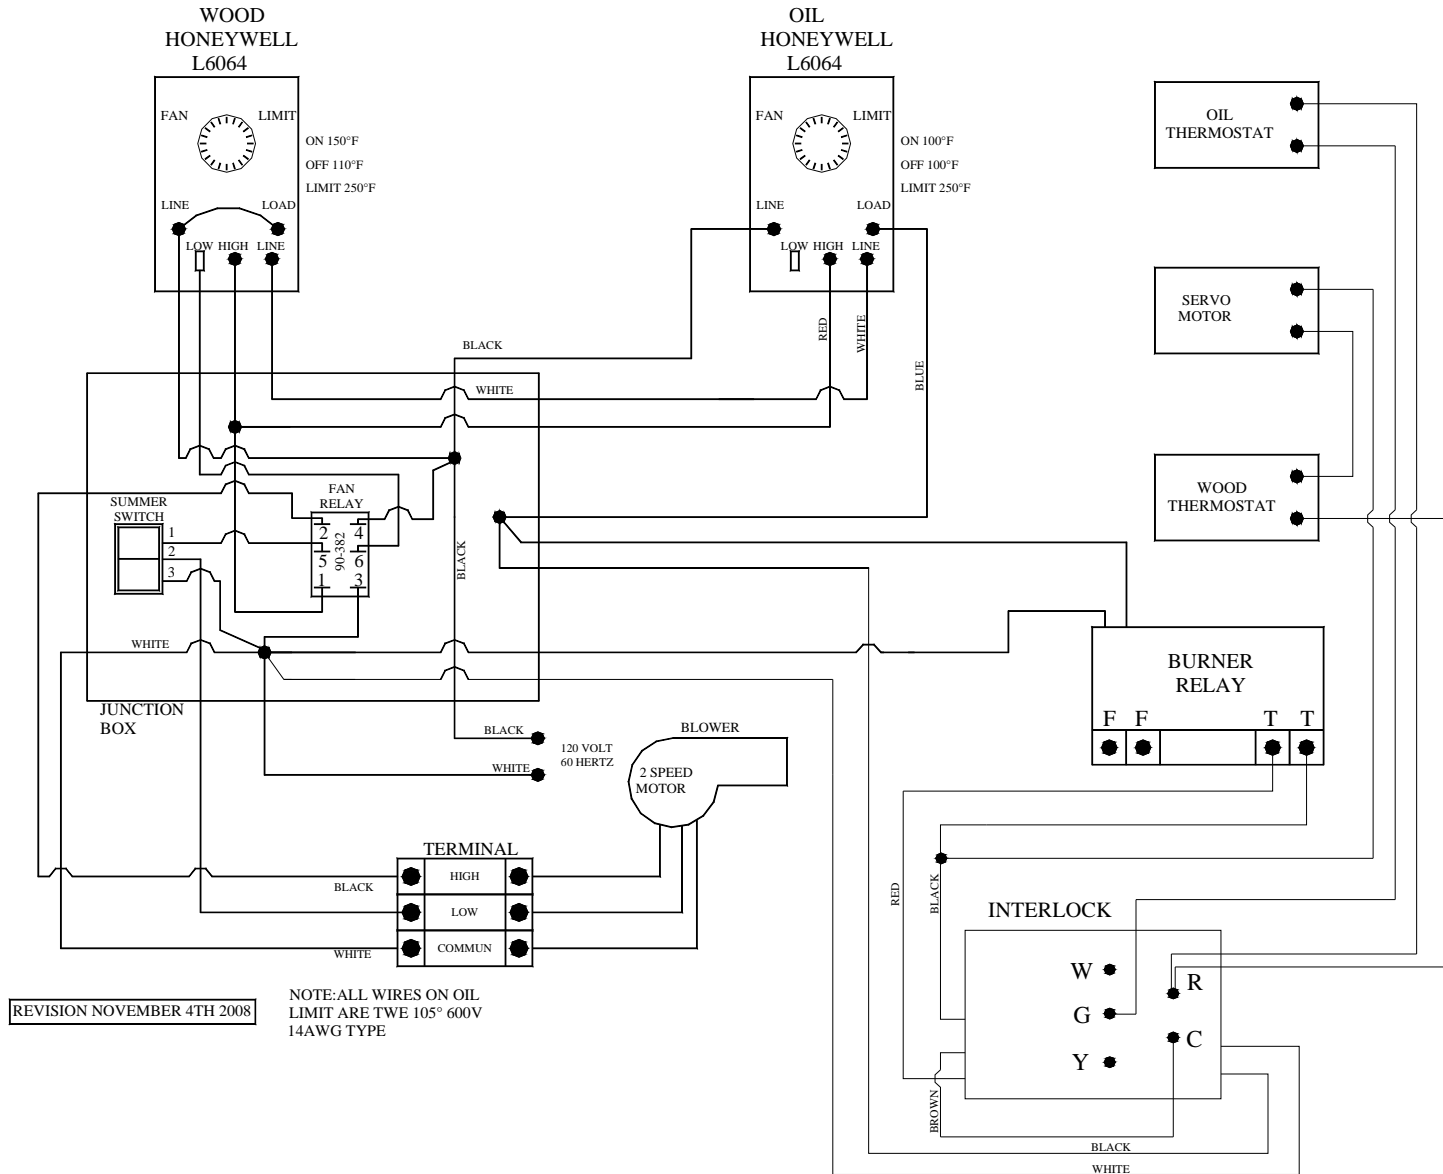 WOOD
HONEYWELL
L6064
OIL
HONEYWELL
L6064
FAN
LIMIT
ON 150°F
OFF 110°F
LIMIT 250°F
LINE
LOAD
LOW
HIGH
LINE
FAN
LIMIT
ON 100°F
OFF 100°F
LIMIT 250°F
LINE
LOAD
LOW
HIGH
LINE
OIL
THERMOSTAT
SERVO
MOTOR
WOOD
THERMOSTAT
BLACK
RED
WHITE
BLUE
WHITE
SUMMER
SWITCH
1
2
3
FAN
RELAY
2
4
5
6
1
3
90-382
BLACK
WHITE
JUNCTION
BOX
BLACK
WHITE
120 VOLT
60 HERTZ
BLOWER
2 SPEED
MOTOR
BURNER
RELAY
F
F
T
T
TERMINAL
HIGH
LOW
COMMUN
BLACK
WHITE
RED
BLACK
INTERLOCK
W
R
G
C
Y
BROWN
BLACK
WHITE
REVISION NOVEMBER 4TH 2008
NOTE:ALL WIRES ON OIL
LIMIT ARE TWE 105° 600V
14AWG TYPE